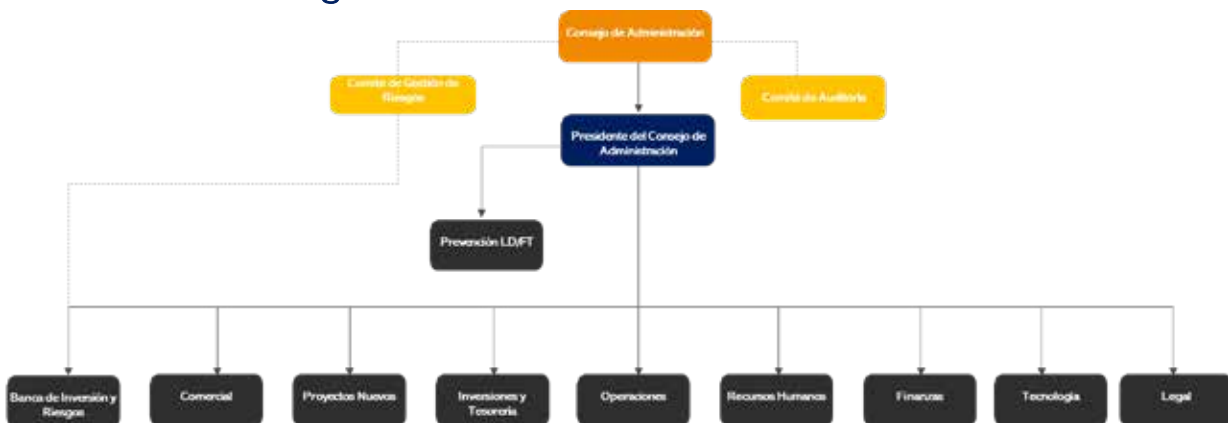 Consejo de Administración
Comité de Gestión de
Riesgos
Comité de Auditoría
Presidente del Consejo de
Administración
Prevención LD/FT
Banca de Inversión y
Riesgos
Comercial
Proyectos Nuevos
Inversiones y
Tesorería
Operaciones
Recursos Humanos
Finanzas
Tecnología
Legal